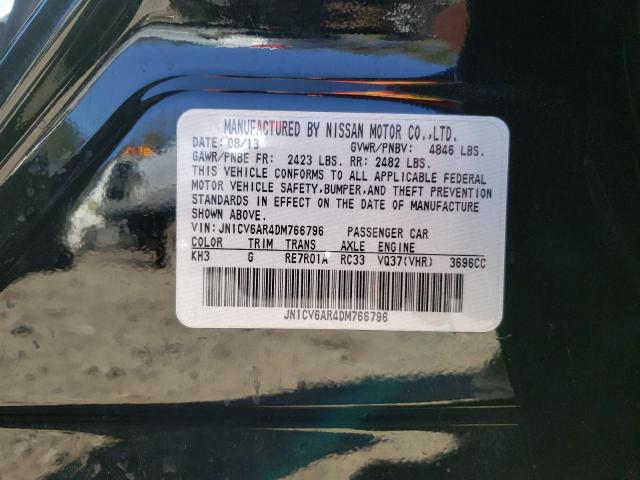 MANUFACTURED BY NISSAN MOTOR CO.,LTD.
DATE: 08/13 GVWR/PNBV: 4846 LBS.
GAWR/PNBE FR: 2423 LBS. RR: 2482 LBS.
THIS VEHICLE CONFORMS TO ALL APPLICABLE FEDERAL
MOTOR VEHICLE SAFETY,BUMPER,AND THEFT PREVENTION
STANDARDS IN EFFECT ON THE DATE OF MANUFACTURE
SHOWN ABOVE.
VIN: JN1CV6AR4DM766796 PASSENGER CAR
COLOR TRIM TRANS AXLE ENGINE
KH3 G RE7R01A RC33 VQ37(VHR) 3696CC
JN1CV6AR4DM766796